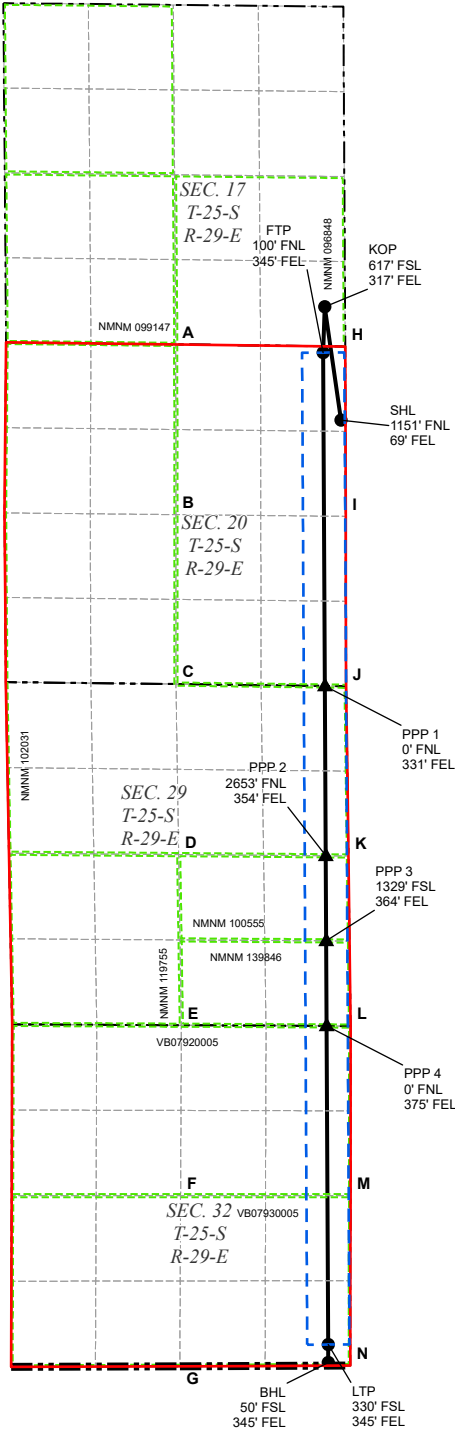 SEC. 17
T-25-S
R-29-E
FTP
100' FNL
345' FEL
NMNM 096848
KOP
617' FSL
317' FEL
NMNM 099147
A
H
SHL
1151' FNL
69' FEL
B
I
SEC. 20
T-25-S
R-29-E
C
J
PPP 1
0' FNL
331' FEL
NMNM 102031
PPP 2
2653' FNL
354' FEL
SEC. 29
T-25-S
R-29-E
D
K
PPP 3
1329' FSL
364' FEL
NMNM 100555
NMNM 139846
NMNM 119755
E
L
VB07920005
PPP 4
0' FNL
375' FEL
F
M
SEC. 32
VB07930005
T-25-S
R-29-E
N
G
BHL
50' FSL
345' FEL
LTP
330' FSL
345' FEL